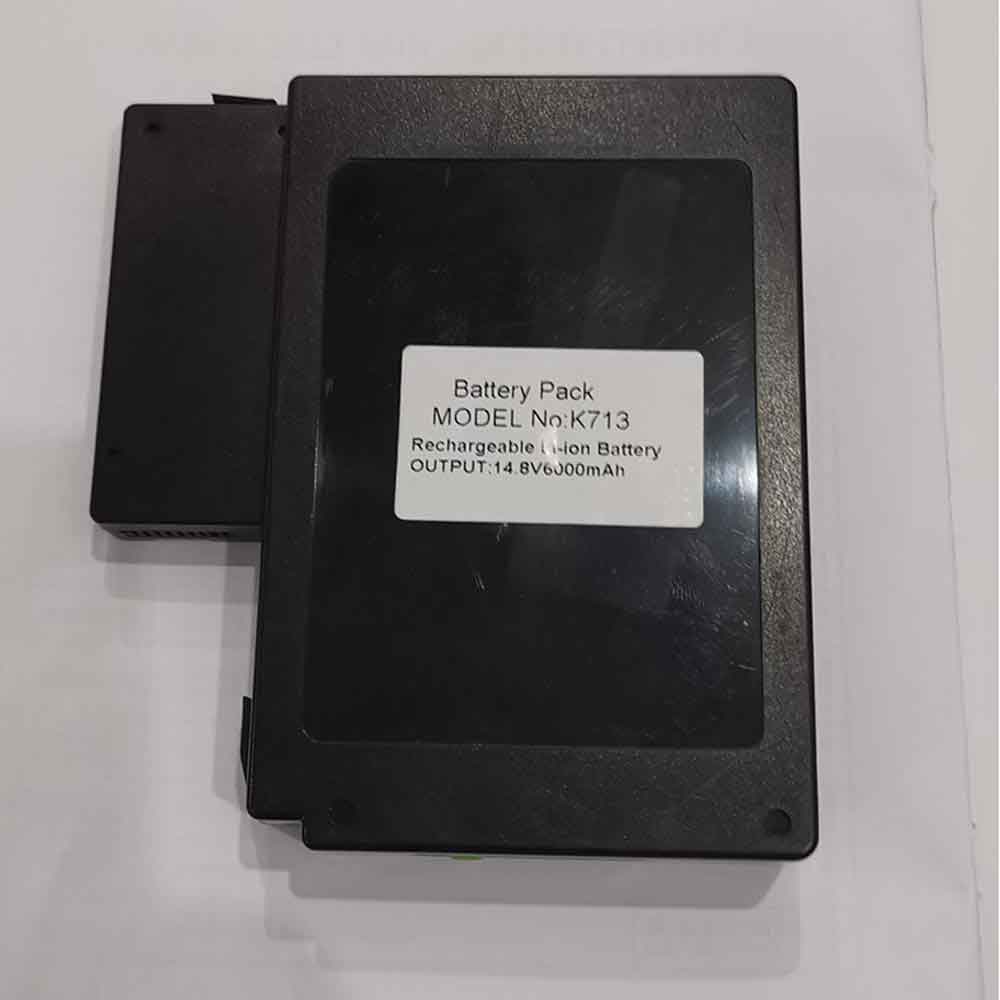 Battery Pack
MODEL No:K713
Rechargeable Li-ion Battery
OUTPUT:14.8V6000mAh